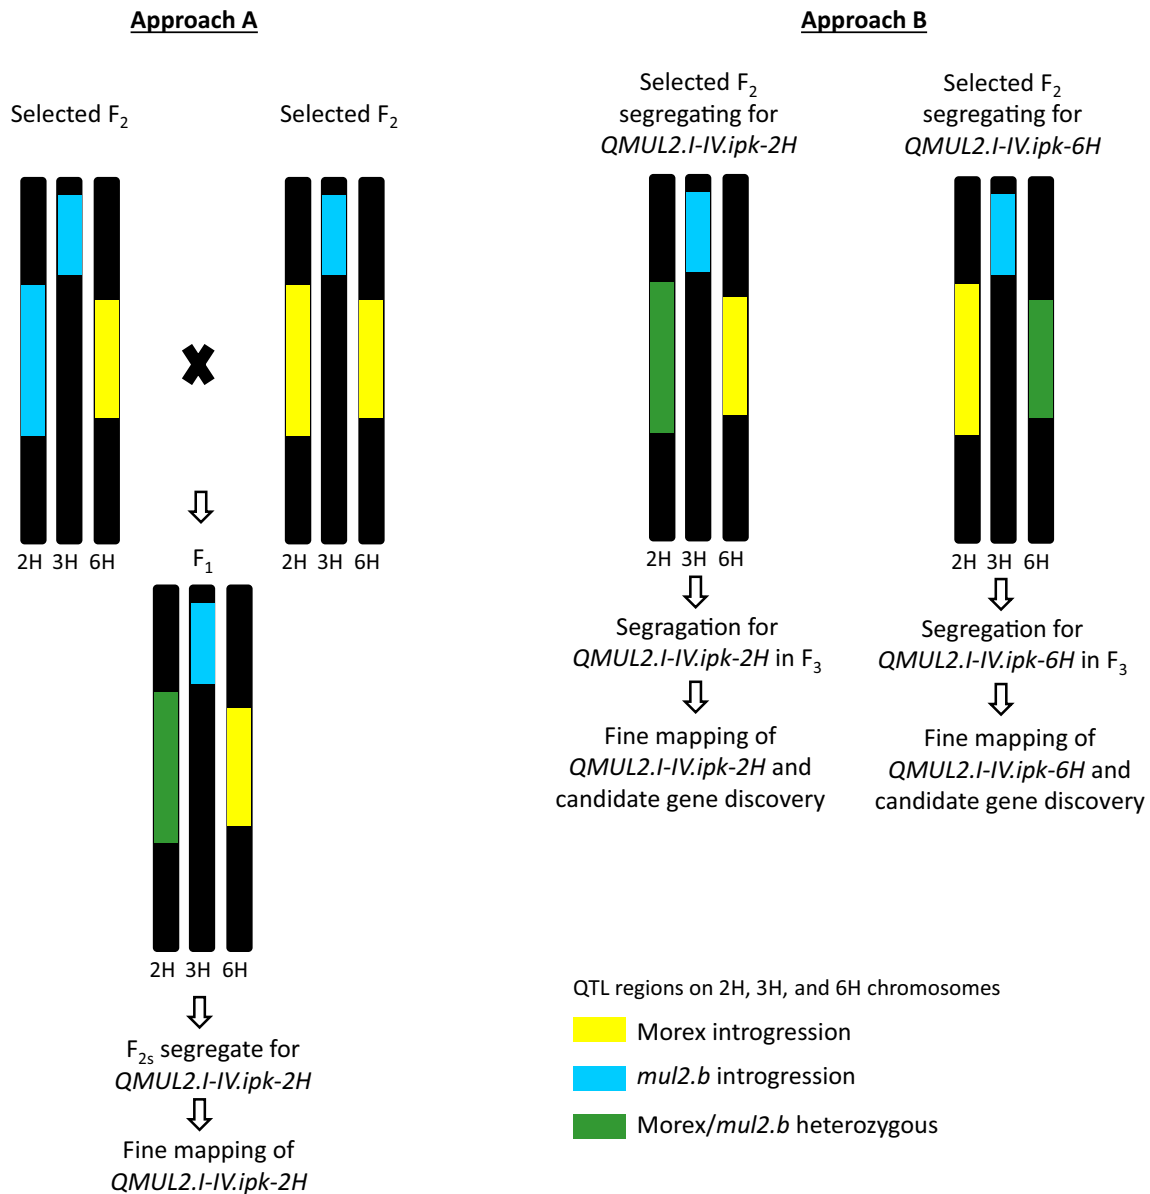 Approach A
Selected F2
Selected F2
2H 3H 6H
2H 3H 6H
F1
2H 3H 6H
F2s segregate for
QMUL2.I-IV.ipk-2H
Fine mapping of
QMUL2.I-IV.ipk-2H
Approach B
Selected F2
segregating for
QMUL2.I-IV.ipk-2H
2H 3H 6H
Segragation for
QMUL2.I-IV.ipk-2H in F3
Fine mapping of
QMUL2.I-IV.ipk-2H and
candidate gene discovery
Selected F2
segregating for
QMUL2.I-IV.ipk-6H
2H 3H 6H
Segregation for
QMUL2.I-IV.ipk-6H in F3
Fine mapping of
QMUL2.I-IV.ipk-6H and
candidate gene discovery
QTL regions on 2H, 3H, and 6H chromosomes
Morex introgression
mul2.b introgression
Morex/mul2.b heterozygous